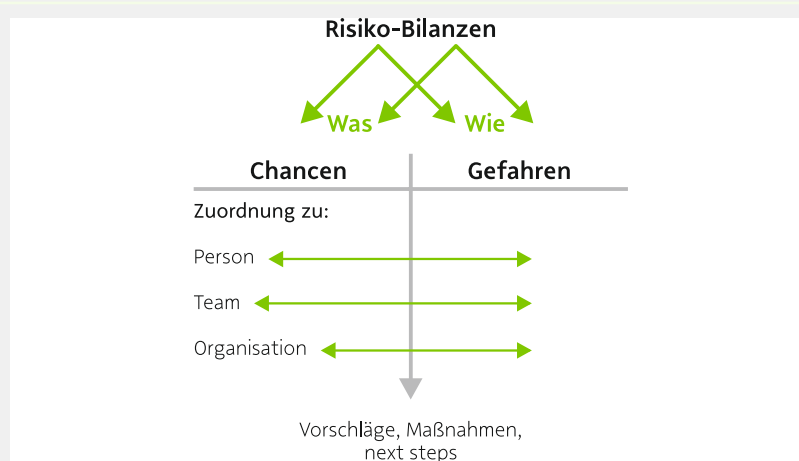 Risiko-Bilanzen
Was Wie
Chancen Gefahren
Zuordnung zu:
Person
Team
Organisation
Vorschläge, Maßnahmen,
next steps